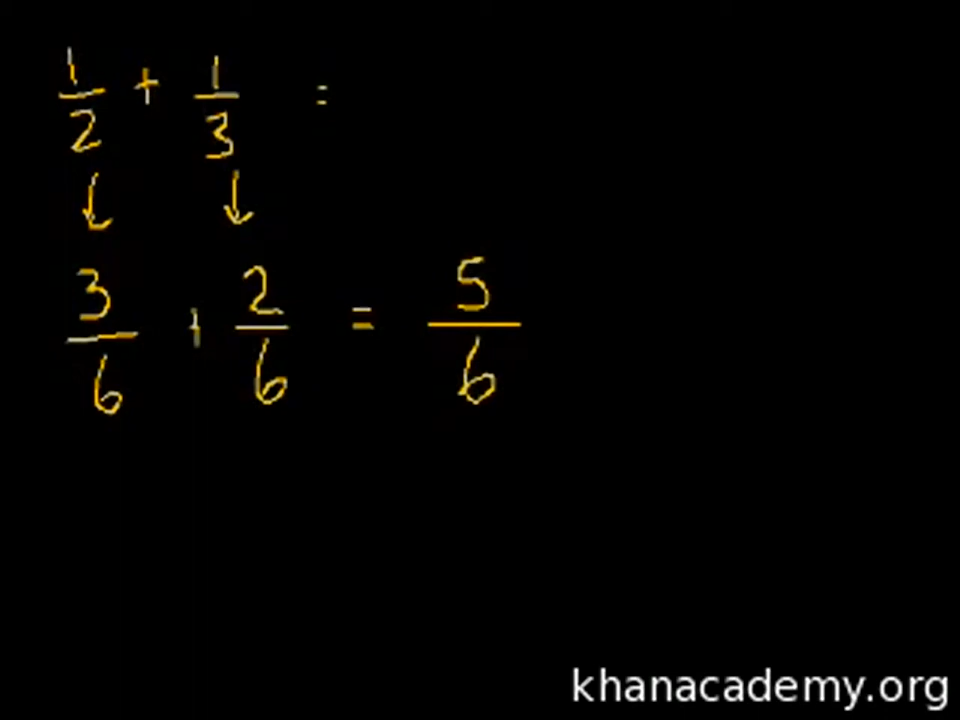 1/2 + 1/3 =
↓ ↓
3/6 + 2/6 = 5/6
khanacademy.org